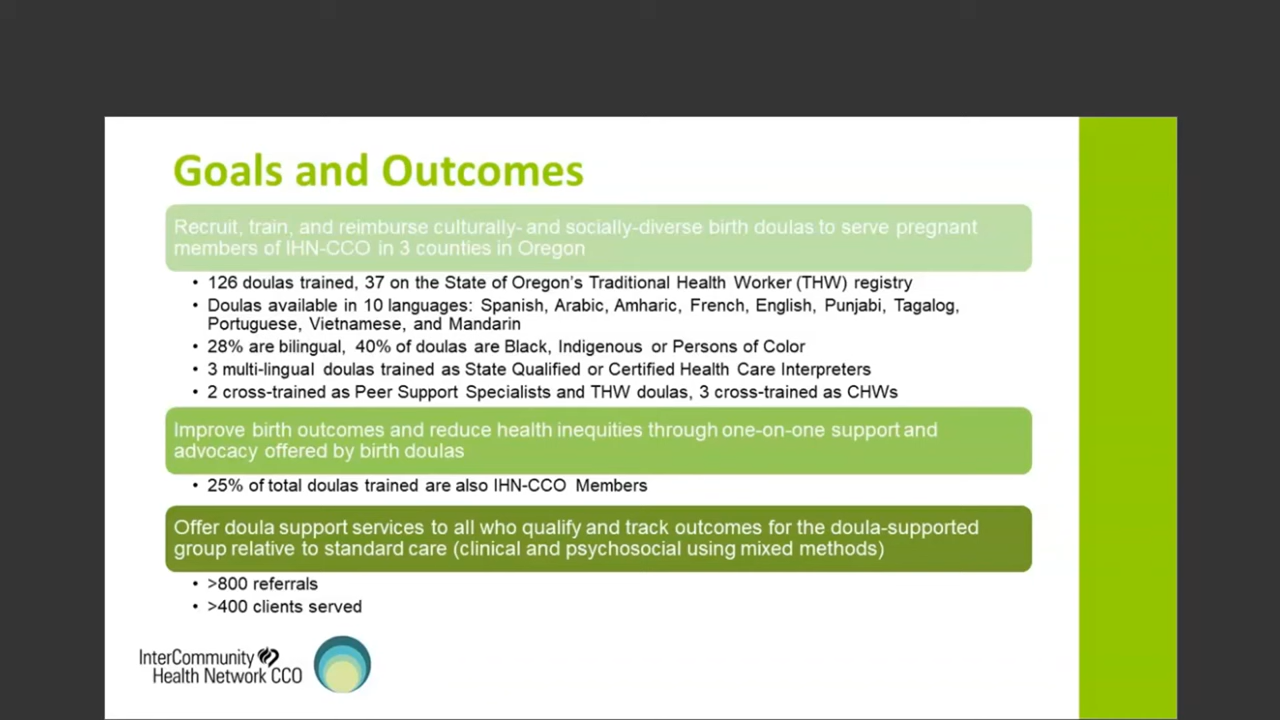 Goals and Outcomes
Recruit, train, and reimburse culturally- and socially-diverse birth doulas to serve pregnant
members of IHN-CCO in 3 counties in Oregon
• 126 doulas trained, 37 on the State of Oregon's Traditional Health Worker (THW) registry
• Doulas available in 10 languages: Spanish, Arabic, Amharic, French, English, Punjabi, Tagalog,
Portuguese, Vietnamese, and Mandarin
• 28% are bilingual, 40% of doulas are Black, Indigenous or Persons of Color
• 3 multi-lingual doulas trained as State Qualified or Certified Health Care Interpreters
• 2 cross-trained as Peer Support Specialists and THW doulas, 3 cross-trained as CHWs
Improve birth outcomes and reduce health inequities through one-on-one support and
advocacy offered by birth doulas
• 25% of total doulas trained are also IHN-CCO Members
Offer doula support services to all who qualify and track outcomes for the doula-supported
group relative to standard care (clinical and psychosocial using mixed methods)
• >800 referrals
• >400 clients served
InterCommunity
Health Network CCO